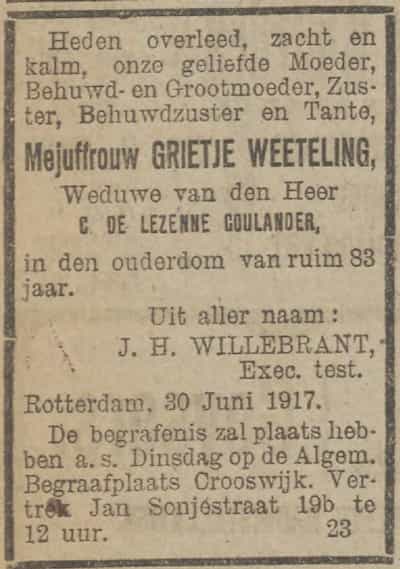 Heden overleed, zacht en
kalm, onze geliefde Moeder,
Behuwd- en Grootmoeder, Zus-
ter, Behuwdzuster en Tante,
Mejuffrouw GRIETJE WEETELING,
Weduwe van den Heer
C. DE LEZENNE COULANDER,
in den ouderdom van ruim 83
jaar.
Uit aller naam:
J. H. WILLEBRANT,
Exec. test.
Rotterdam, 30 Juni 1917.
De begrafenis zal plaats heb-
ben a. s. Dinsdag op de Algem.
Begraafplaats Crooswijk. Ver-
trek Jan Sonjéstraat 19b te
12 uur. 23